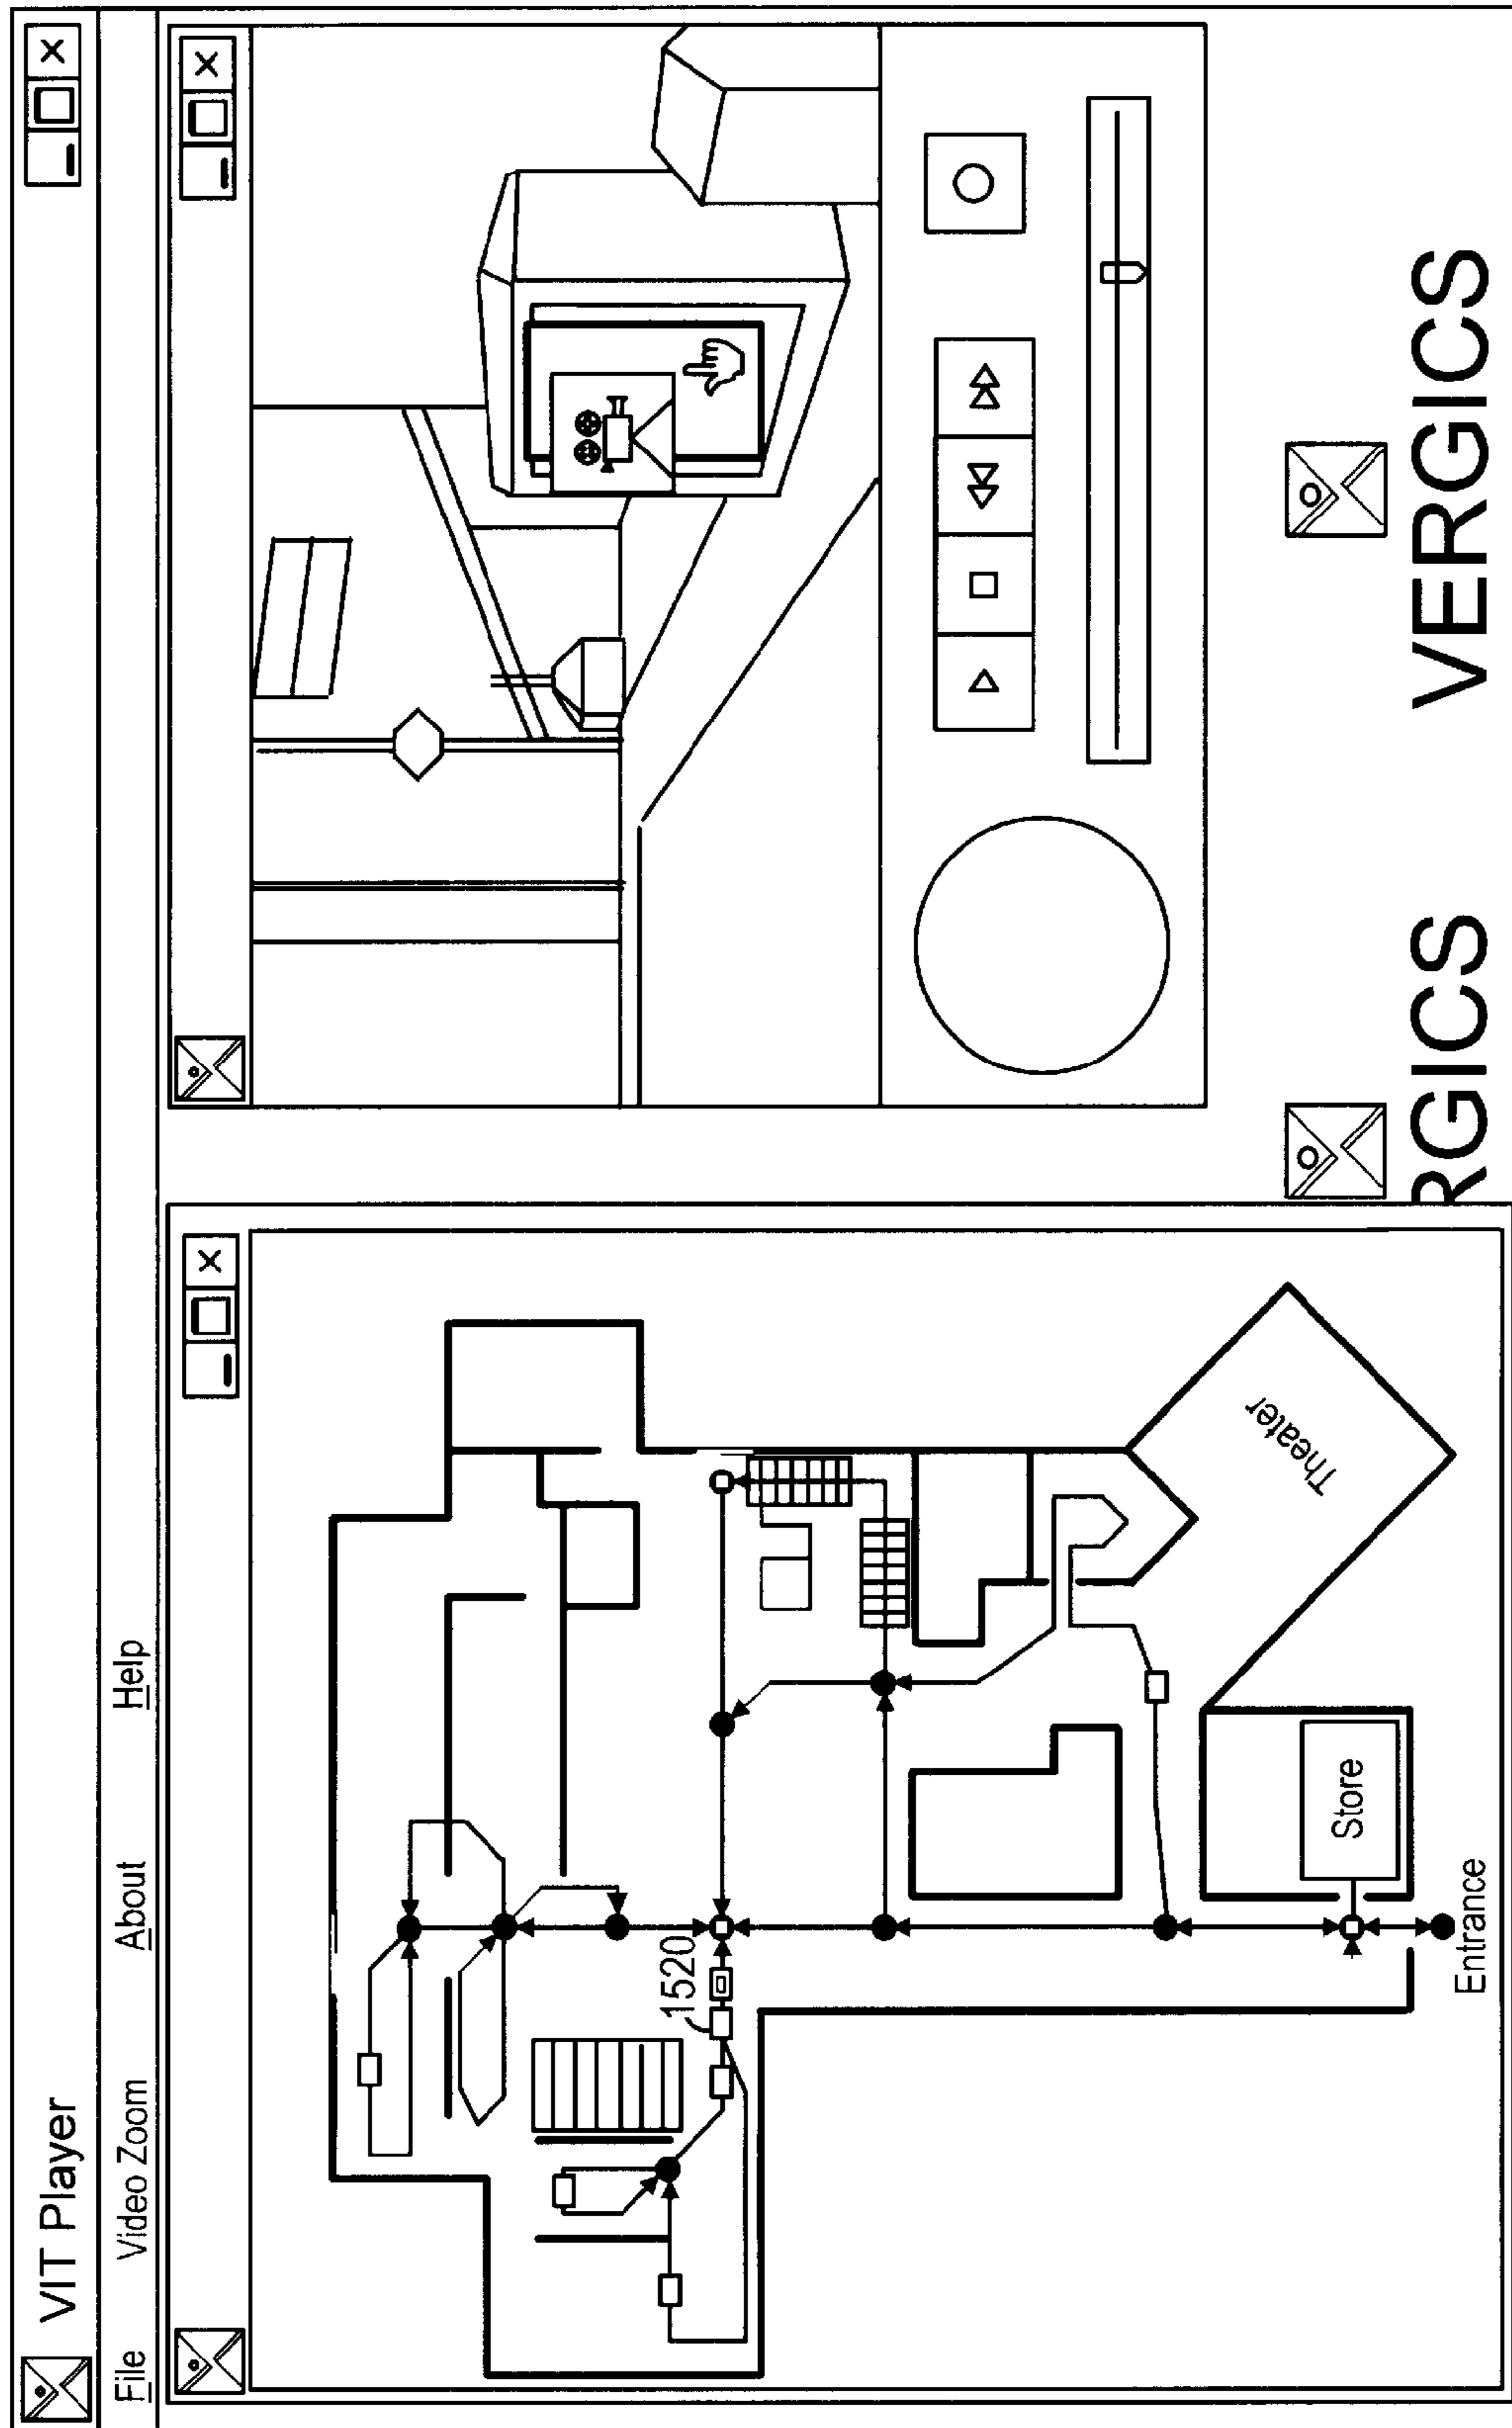 VIT Player
File Video Zoom About Help
1520
Theater
Store
Entrance
RGICS VERGICS